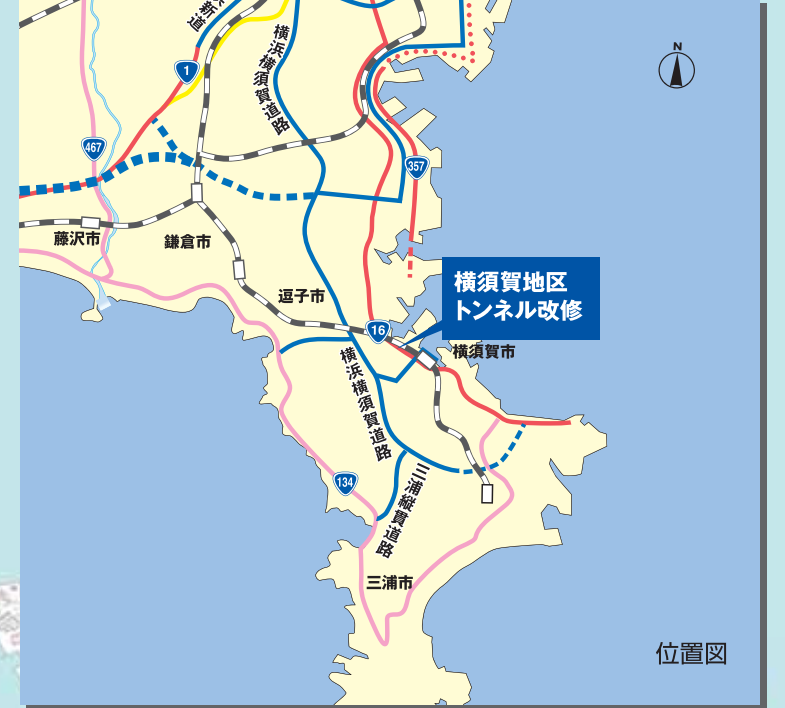 新道
横浜横須賀道路
N
1
467
357
藤沢市
鎌倉市
逗子市
横須賀地区
トンネル改修
16
横須賀市
横浜横須賀道路
134
三浦縦貫道路
三浦市
位置図